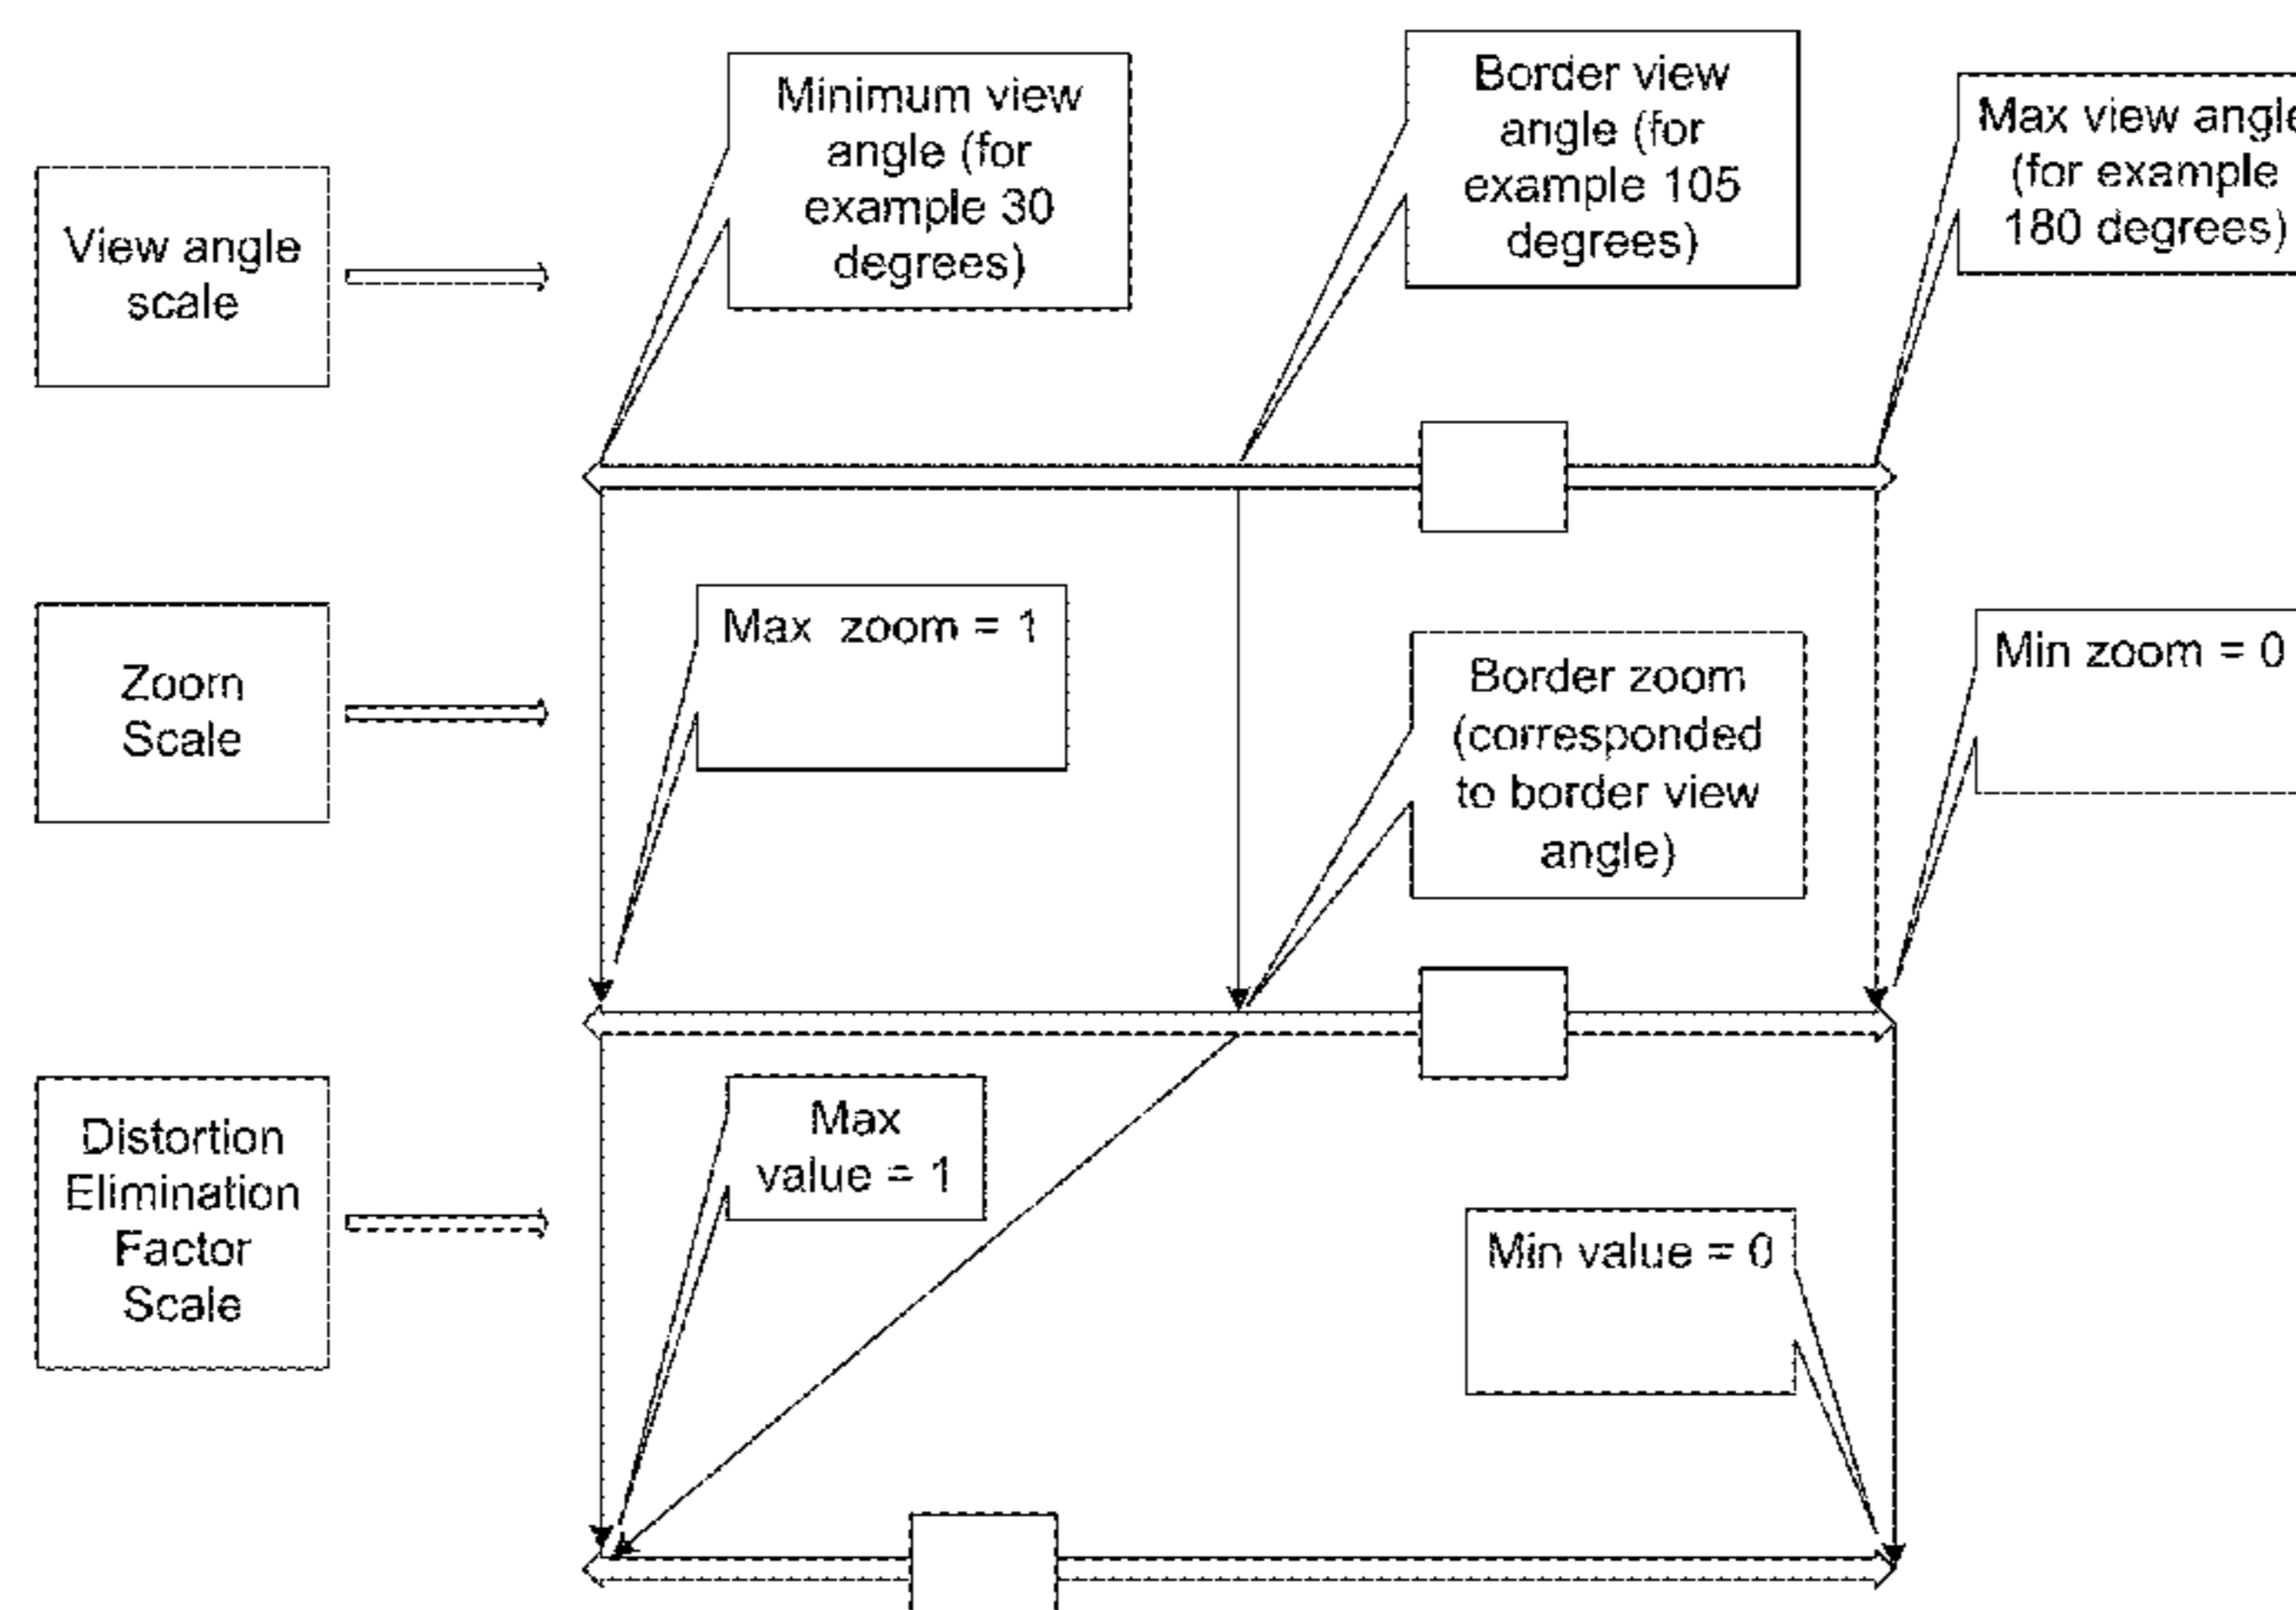 Minimum view
angle (for
example 30
degrees)
Border view
angle (for
example 105
degrees)
Max view angle
(for example
180 degrees)
View angle
scale
Max zoom = 1
Min zoom = 0
Zoom
Scale
Border zoom
(corresponded
to border view
angle)
Distortion
Elimination
Factor
Scale
Max
value = 1
Min value = 0